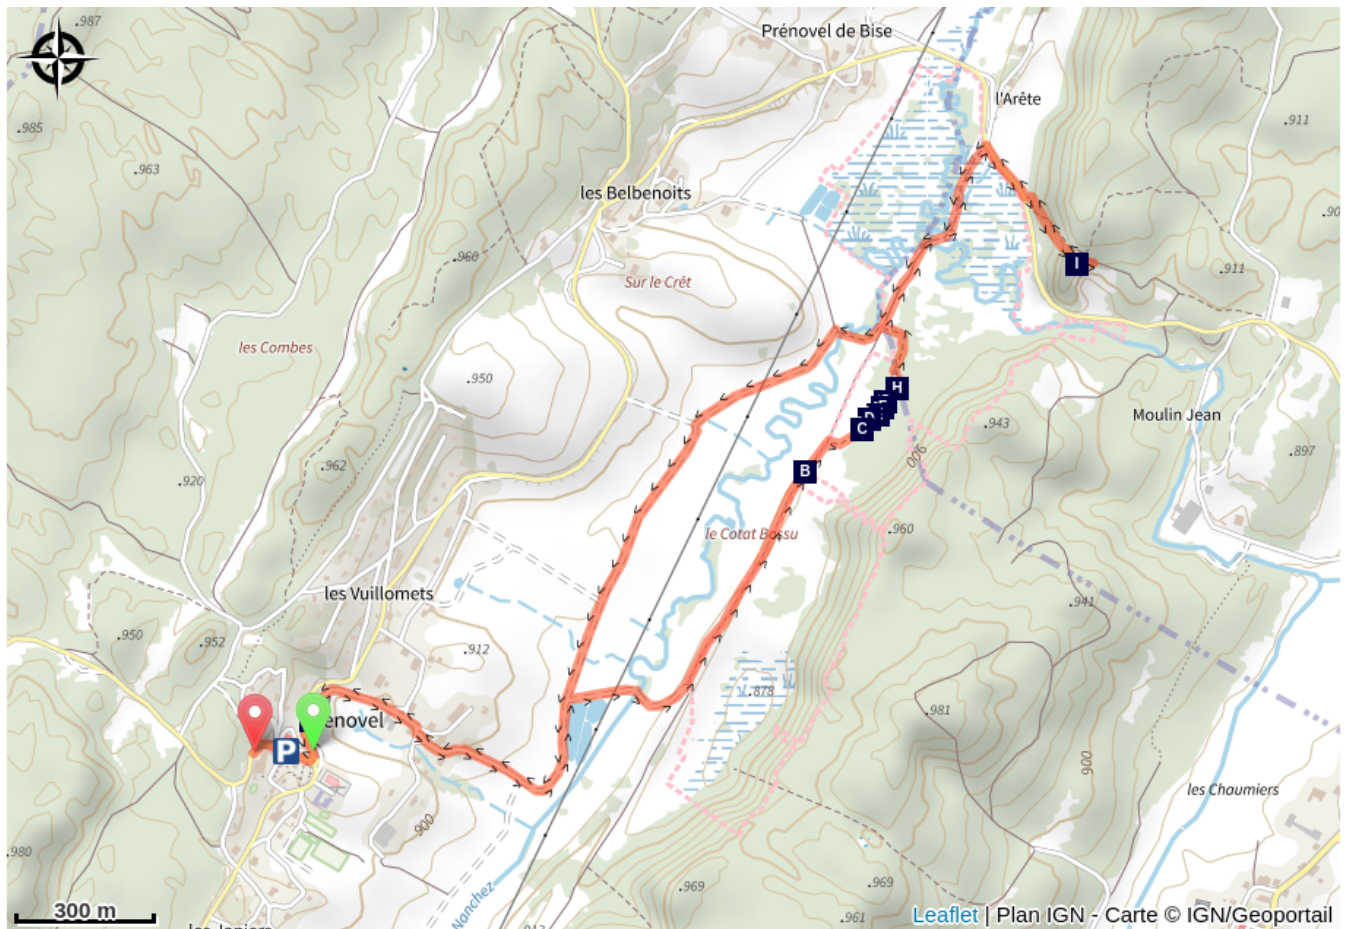 .987
Prénovel de Bise
l'Arête
.985
.911
.963
les Belbenoits
.960
.911
Sur le Crêt
les Combes
.950
Moulin Jean
H
I
C
B
.943
.897
900
.962
.920
le Cotat Bossu
.960
les Vuillomets
.941
.950
.952
.912
.878
.981
P
900
les Chaumiers
900
.980
.969
.969
Nanchez
.961
300 m
Leaflet | Plan IGN - Carte © IGN/Geoportail